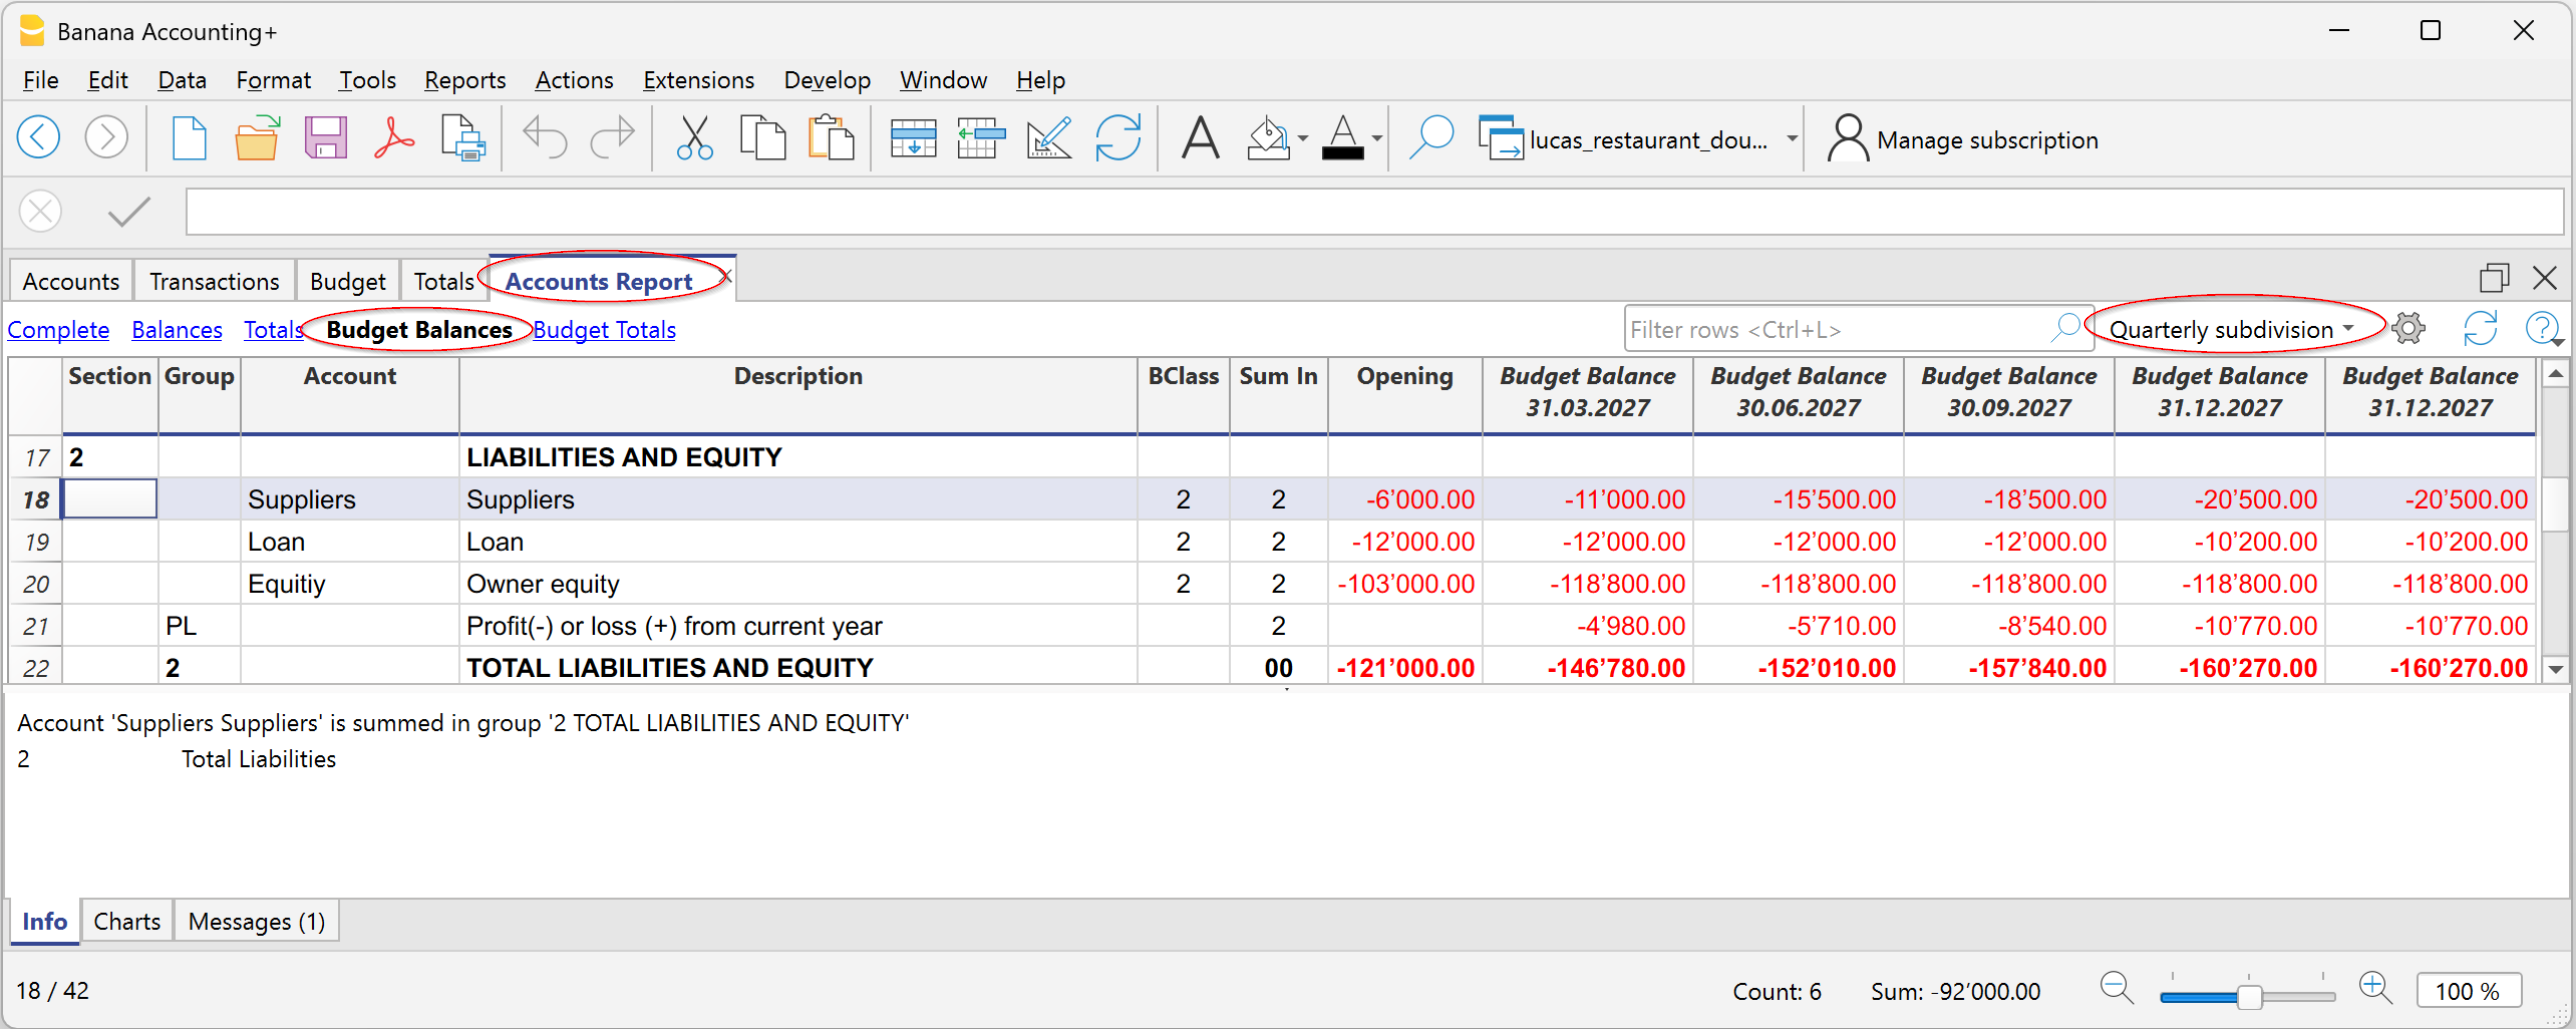 Banana Accounting+
File Edit Data Format Tools Reports Actions Extensions Develop Window Help
lucas_restaurant_dou... Manage subscription
Accounts Transactions Budget Totals Accounts Report
Complete Balances Totals Budget Balances Budget Totals Filter rows <Ctrl+L> Quarterly subdivision
Section Group Account Description BClass Sum In Opening Budget Balance Budget Balance Budget Balance Budget Balance Budget Balance
31.03.2027 30.06.2027 30.09.2027 31.12.2027 31.12.2027
17 2 LIABILITIES AND EQUITY
18 Suppliers Suppliers 2 2 -6’000.00 -11’000.00 -15’500.00 -18’500.00 -20’500.00 -20’500.00
19 Loan Loan 2 2 -12’000.00 -12’000.00 -12’000.00 -12’000.00 -10’200.00 -10’200.00
20 Equitiy Owner equity 2 2 -103’000.00 -118’800.00 -118’800.00 -118’800.00 -118’800.00 -118’800.00
21 PL Profit(-) or loss (+) from current year 2 -4’980.00 -5’710.00 -8’540.00 -10’770.00 -10’770.00
22 2 TOTAL LIABILITIES AND EQUITY 00 -121’000.00 -146’780.00 -152’010.00 -157’840.00 -160’270.00 -160’270.00
Account 'Suppliers Suppliers' is summed in group '2 TOTAL LIABILITIES AND EQUITY'
2 Total Liabilities
Info Charts Messages (1)
18 / 42 Count: 6 Sum: -92’000.00 100 %